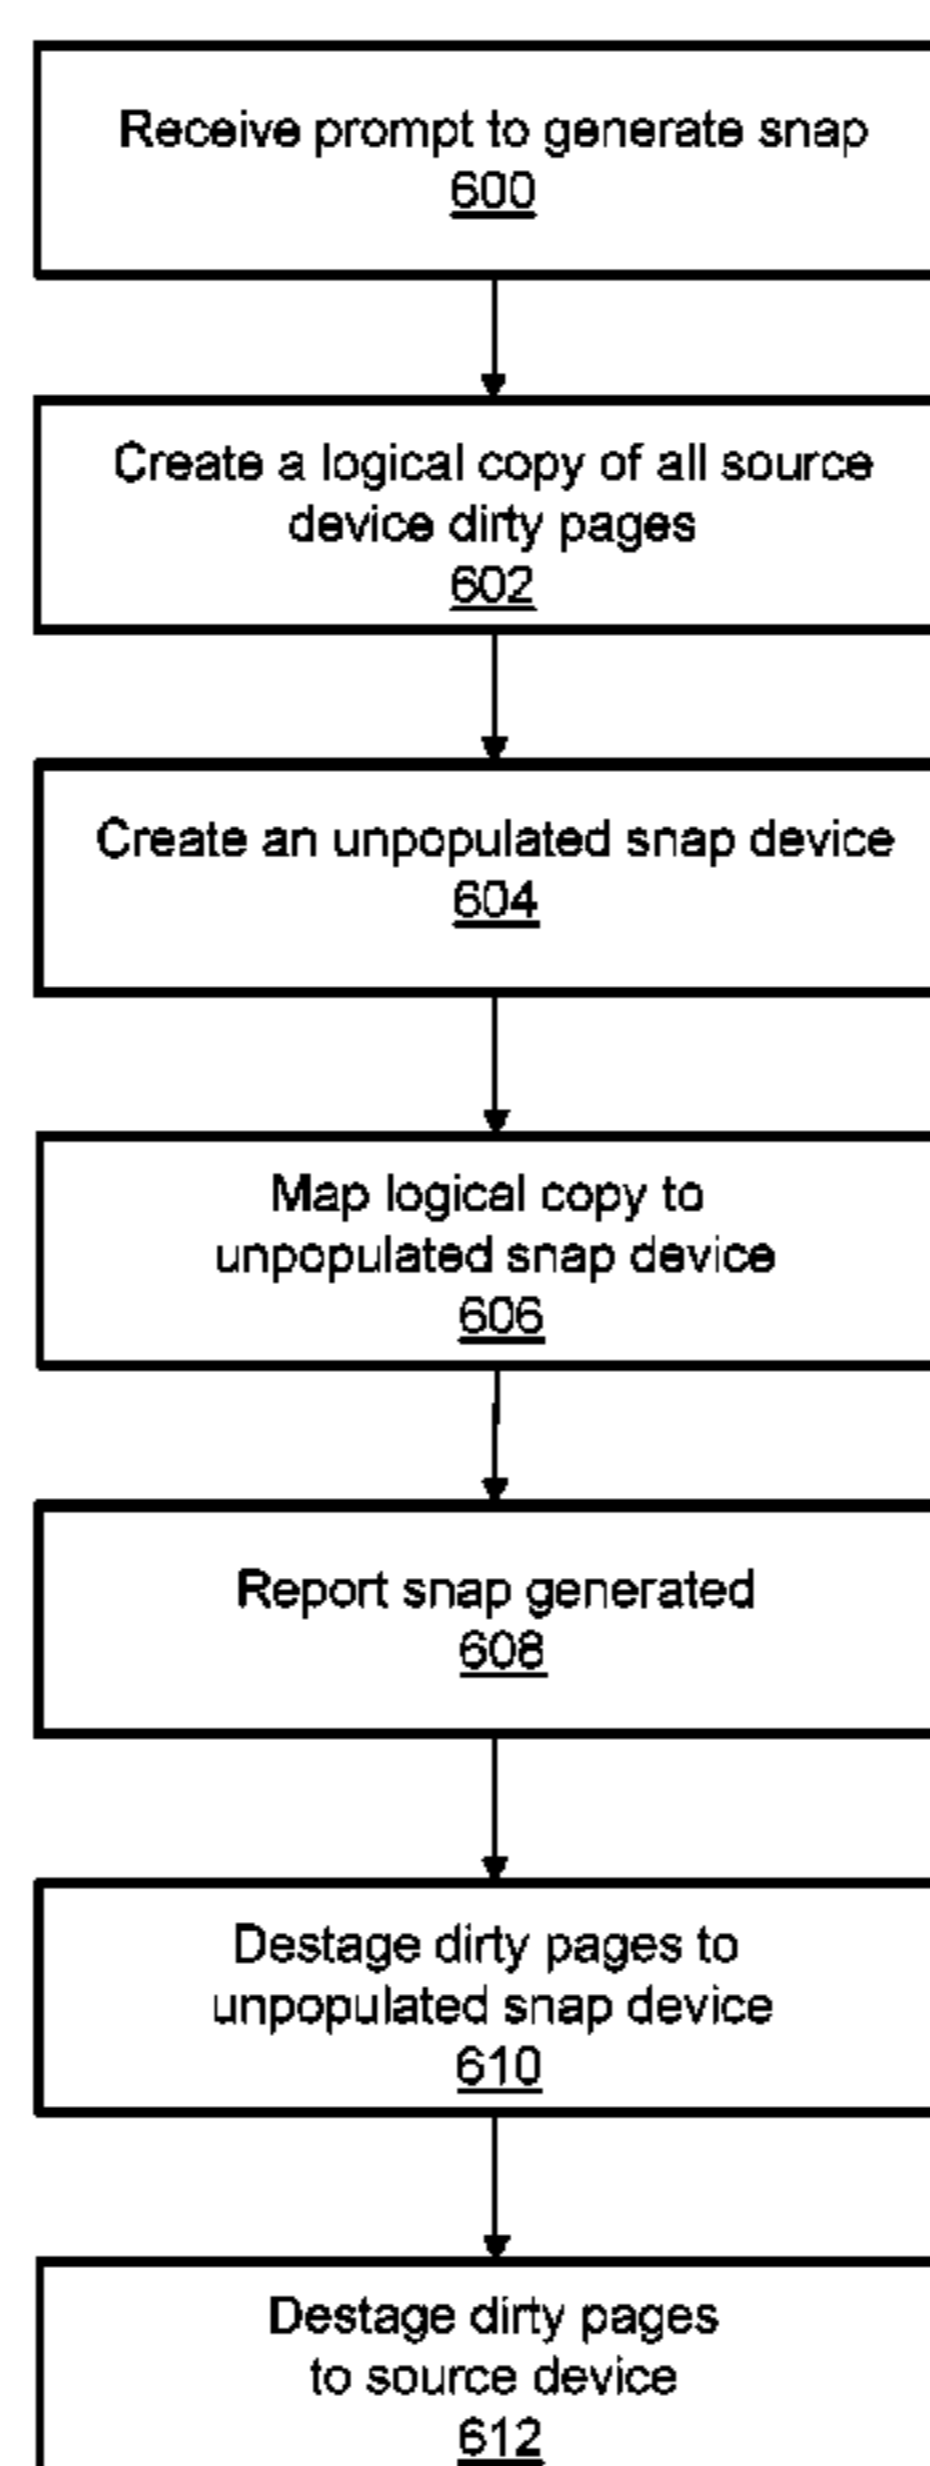 Receive prompt to generate snap
600
Create a logical copy of all source
device dirty pages
602
Create an unpopulated snap device
604
Map logical copy to
unpopulated snap device
606
Report snap generated
608
Destage dirty pages to
unpopulated snap device
610
Destage dirty pages
to source device
612